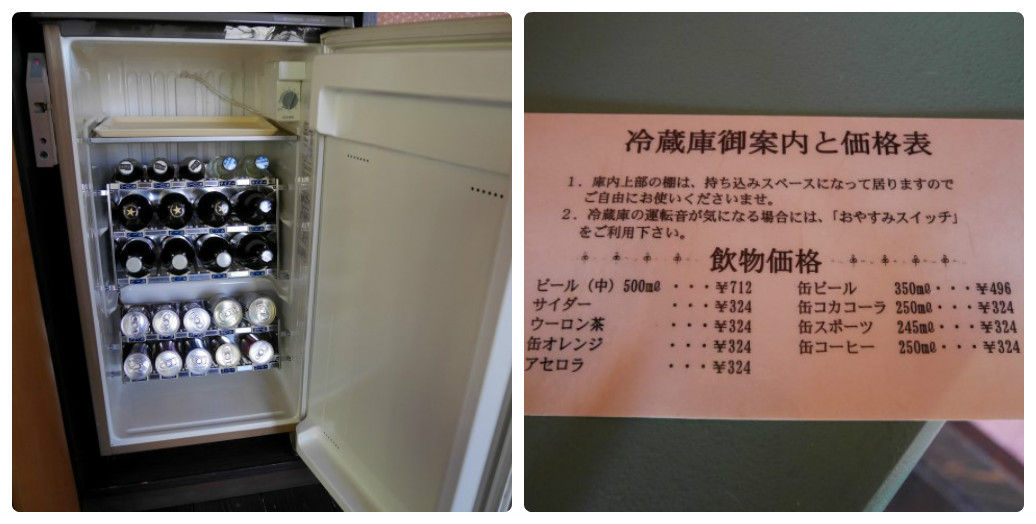 冷蔵庫御案内と価格表
1. 庫内上部の棚は、持ち込みスペースになって居りますので
ご自由にお使いくださいませ。
2. 冷蔵庫の運転音が気になる場合には、「おやすみスイッチ」
をご利用下さい。
飲物価格
ビール(中) 500mℓ ・・・¥712
サイダー ・・・¥324
ウーロン茶 ・・・¥324
缶オレンジ ・・・¥324
アセロラ ・・・¥324
缶ビール 350mℓ・・・¥496
缶コカコーラ 250mℓ・・・¥324
缶スポーツ 245mℓ・・・¥324
缶コーヒー 250mℓ・・・¥324